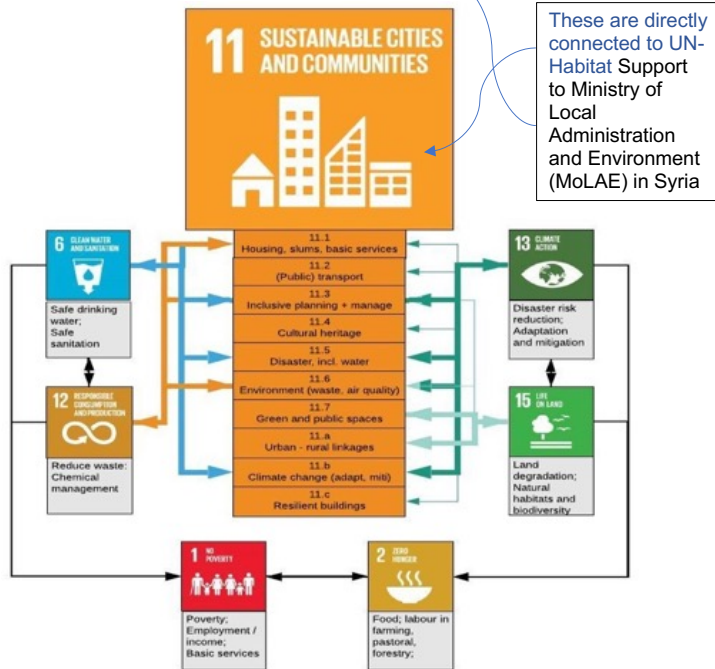 11 SUSTAINABLE CITIES
AND COMMUNITIES
These are directly
connected to UN-
Habitat Support
to Ministry of
Local
Administration
and Environment
(MoLAE) in Syria
11.1
Housing, slums, basic services
11.2
(Public) transport
11.3
Inclusive planning + manage
11.4
Cultural heritage
11.5
Disaster, incl. water
11.6
Environment (waste, air quality)
11.7
Green and public spaces
11.a
Urban - rural linkages
11.b
Climate change (adapt, miti)
11.c
Resilient buildings
6 CLEAN WATER
AND SANITATION
Safe drinking
water;
Safe
sanitation
12 RESPONSIBLE
CONSUMPTION
AND PRODUCTION
Reduce waste:
Chemical
management
13 CLIMATE
ACTION
Disaster risk
reduction;
Adaptation
and mitigation
15 LIFE
ON LAND
Land
degradation;
Natural
habitats and
biodiversity
1 NO
POVERTY
Poverty;
Employment /
income;
Basic services
2 ZERO
HUNGER
Food; labour in
farming,
pastoral,
forestry;